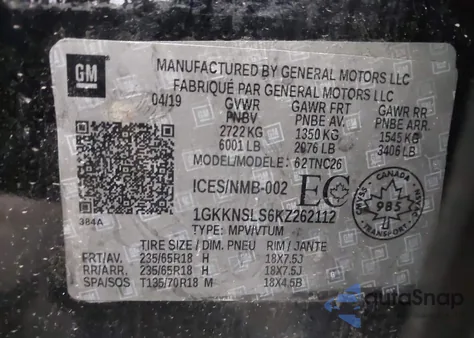 GM
MANUFACTURED BY GENERAL MOTORS LLC
FABRIQUÉ PAR GENERAL MOTORS LLC
04/19 GVWR GAWR FRT GAWR RR
PNBV PNBE AV. PNBE ARR.
2722 KG 1350 KG 1545 KG
6001 LB 2976 LB 3406 LB
MODEL/MODÈLE: 62TNC26
ICES/NMB-002 EC
CANADA
PBS
TRANSPORT
384A
1GKKNSLS6KZ262112
TYPE: MPV/VTUM
TIRE SIZE / DIM. PNEU RIM / JANTE
FRT/AV. 235/65R18 H 18X7.5J
RR/ARR. 235/65R18 H 18X7.5J
SPA/SOS T135/70R18 M 18X4.5B
autoSnap